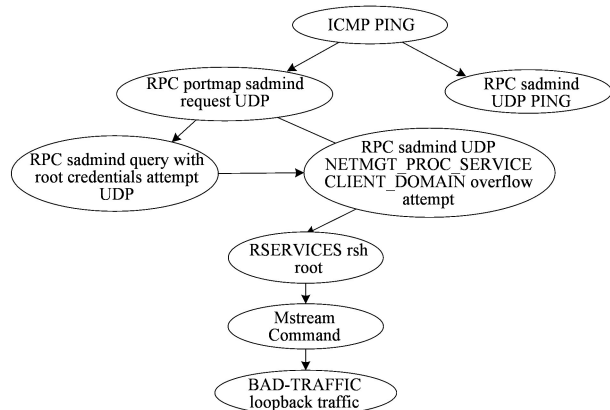 ICMP PING
RPC portmap sadmind
request UDP
RPC sadmind
UDP PING
RPC sadmind query with
root credentials attempt
UDP
RPC sadmind UDP
NETMGT_PROC_SERVICE
CLIENT_DOMAIN overflow
attempt
RSERVICES rsh
root
Mstream
Command
BAD-TRAFFIC
loopback traffic